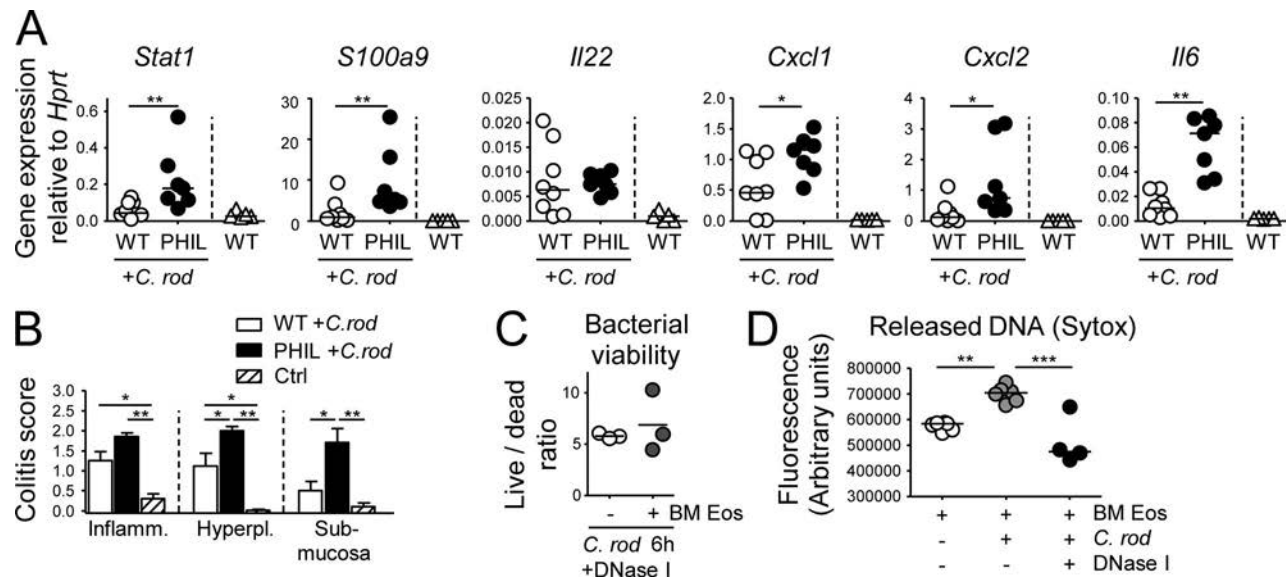 A
Stat1 S100a9 Il22 Cxcl1 Cxcl2 Il6
Gene expression
relative to Hprt
0.6 0.4 0.2 0.0
**
30 20 10 5 0
**
0.025 0.020 0.015 0.010 0.005 0.000
2.0 1.5 1.0 0.5 0.0
*
4 3 2 1 0
*
0.10 0.08 0.06 0.04 0.02 0.00
**
WT PHIL WT WT PHIL WT WT PHIL WT WT PHIL WT WT PHIL WT WT PHIL WT
+C. rod +C. rod +C. rod +C. rod +C. rod +C. rod
B
WT +C.rod
PHIL +C.rod
Ctrl
Colitis score
3.0
2.5
2.0
1.5
1.0
0.5
0.0
* **
* * **
* **
Inflamm. Hyperpl. Sub-
mucosa
C
Bacterial
viability
Live / dead
ratio
15
10
5
0
- + BM Eos
C. rod 6h
+DNase I
D
Released DNA (Sytox)
Fluorescence
(Arbitrary units)
800000
700000
600000
500000
400000
300000
** ***
+ + + BM Eos
- + + C. rod
- - + DNase I